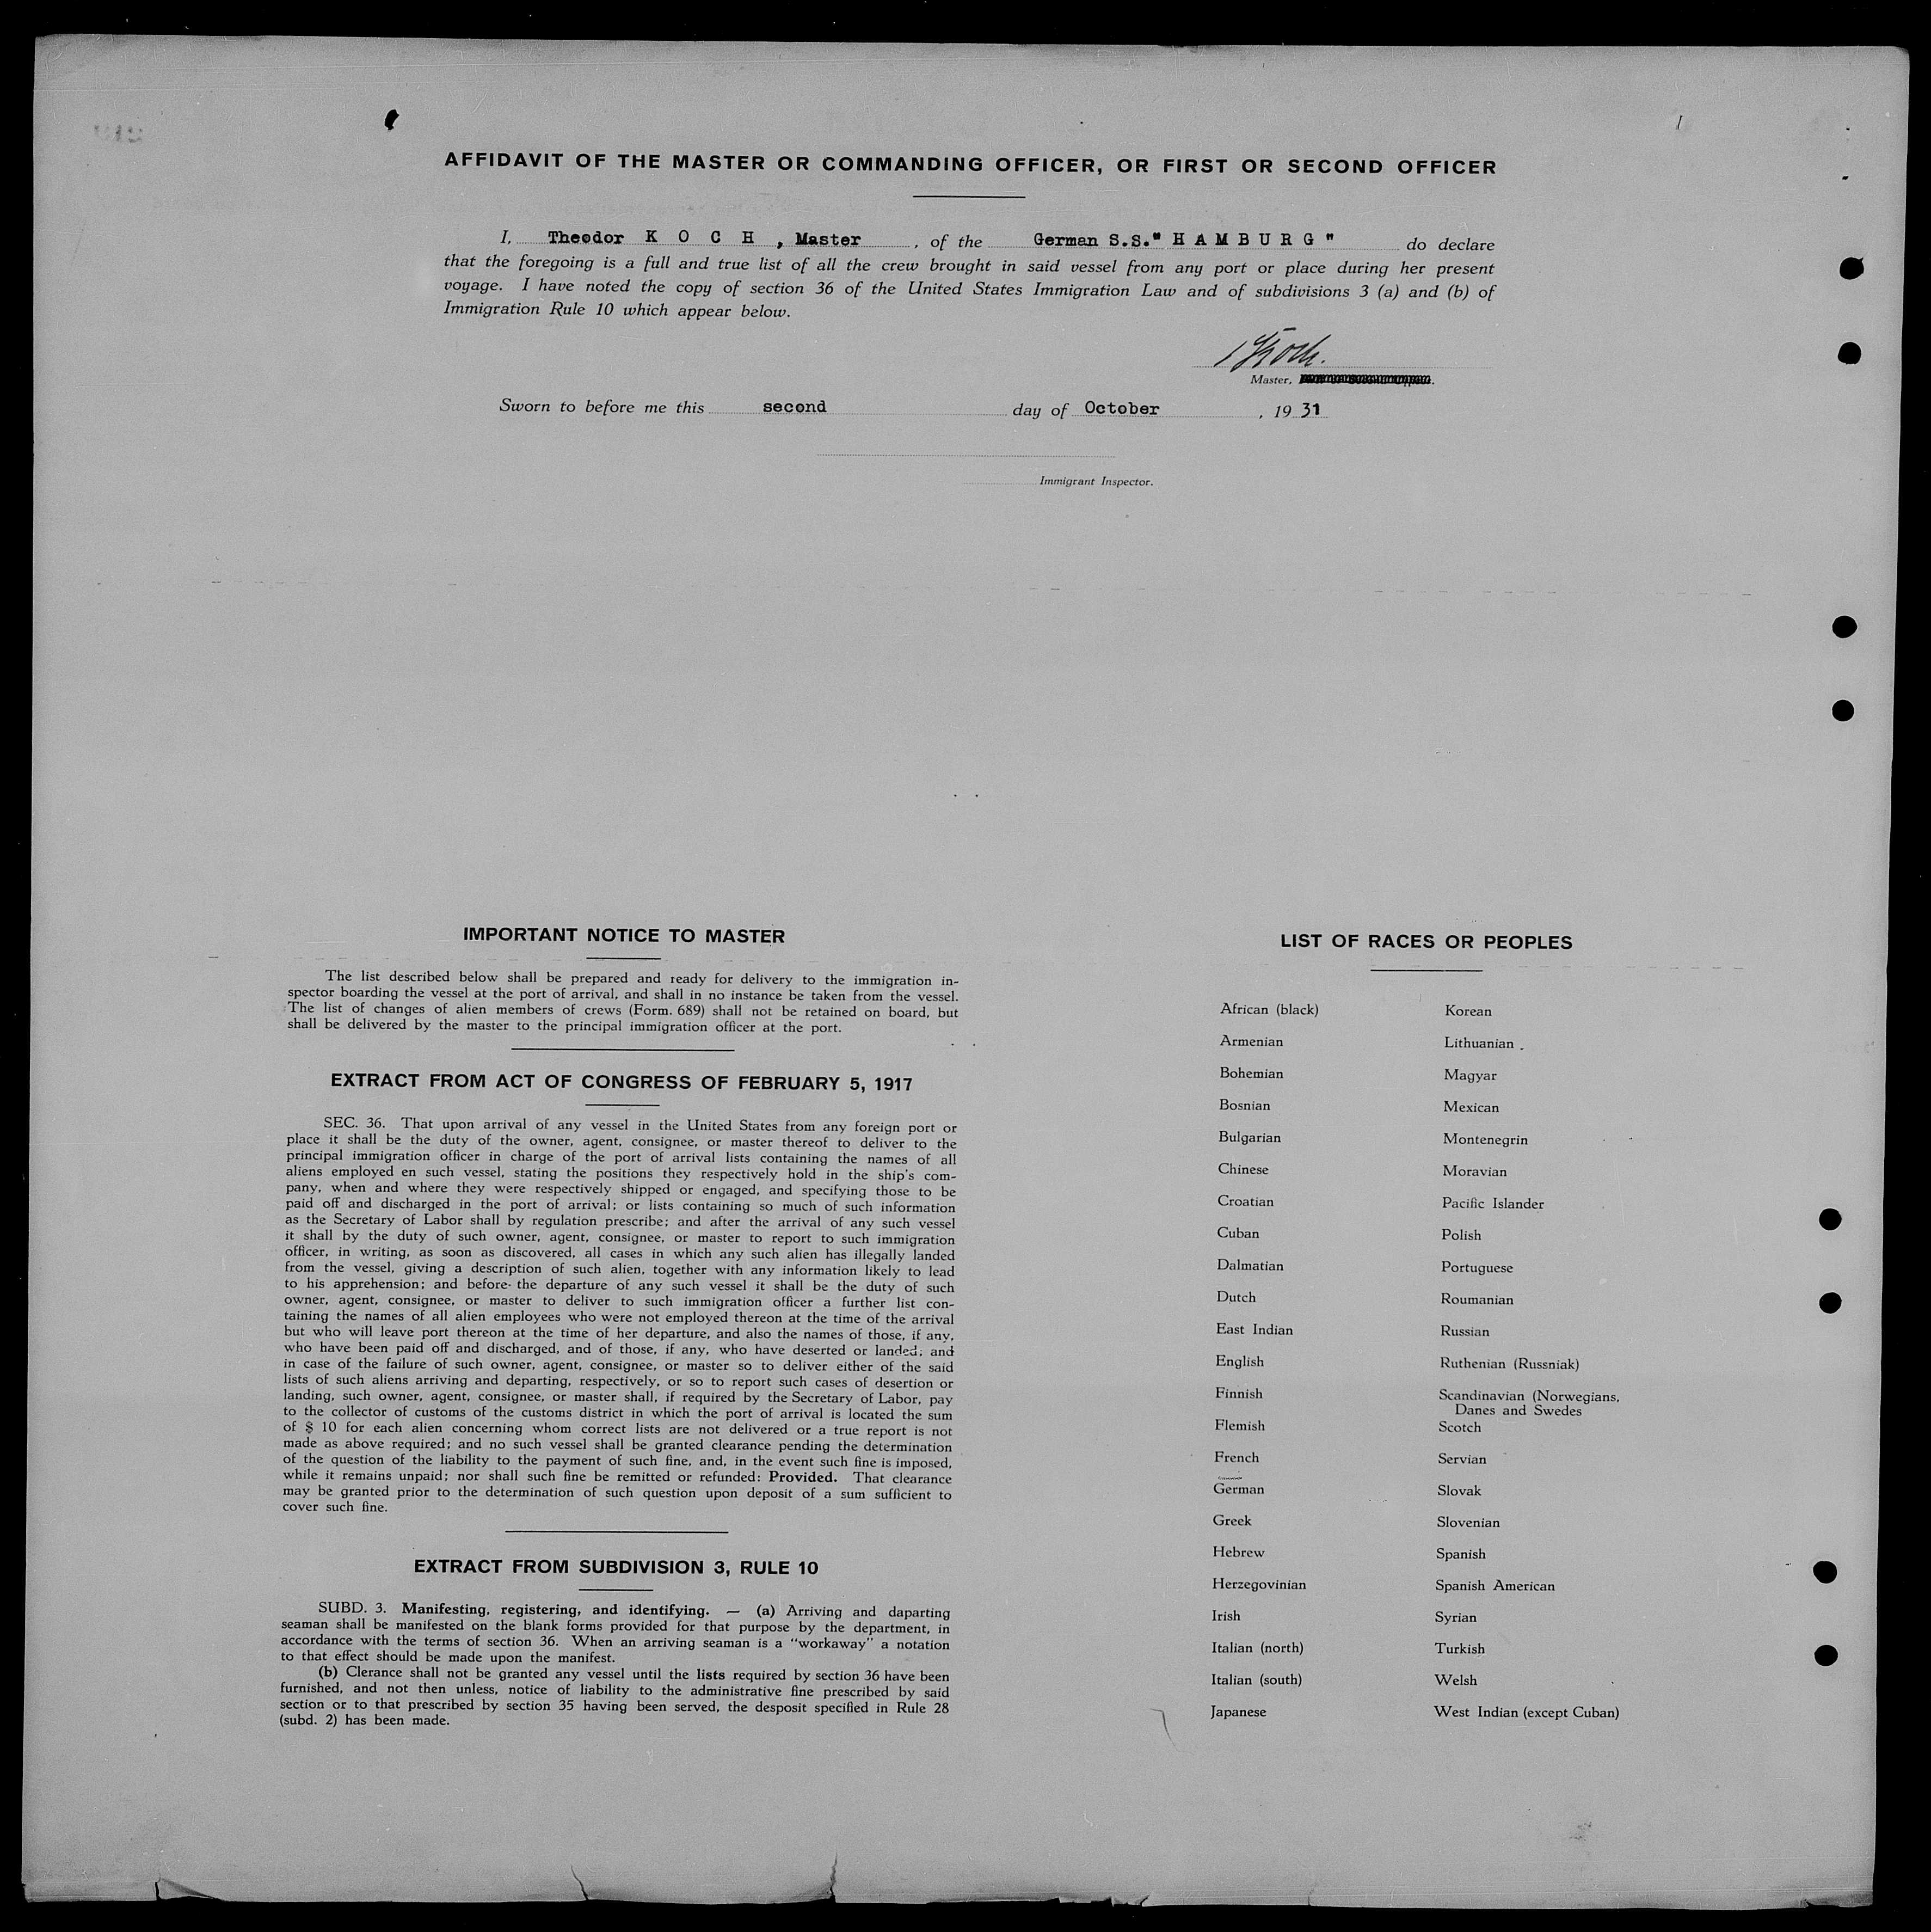 AFFIDAVIT OF THE MASTER OR COMMANDING OFFICER, OR FIRST OR SECOND OFFICER
I, Theodor K O C H , Master , of the German S.S." H A M B U R G " do declare
that the foregoing is a full and true list of all the crew brought in said vessel from any port or place during her present
voyage. I have noted the copy of section 36 of the United States Immigration Law and of subdivisions 3 (a) and (b) of
Immigration Rule 10 which appear below.
Koch.
Master,
Sworn to before me this second day of October , 19 31
Immigrant Inspector.
IMPORTANT NOTICE TO MASTER
The list described below shall be prepared and ready for delivery to the immigration in-
spector boarding the vessel at the port of arrival, and shall in no instance be taken from the vessel.
The list of changes of alien members of crews (Form. 689) shall not be retained on board, but
shall be delivered by the master to the principal immigration officer at the port.
EXTRACT FROM ACT OF CONGRESS OF FEBRUARY 5, 1917
SEC. 36. That upon arrival of any vessel in the United States from any foreign port or
place it shall be the duty of the owner, agent, consignee, or master thereof to deliver to the
principal immigration officer in charge of the port of arrival lists containing the names of all
aliens employed en such vessel, stating the positions they respectively hold in the ship's com-
pany, when and where they were respectively shipped or engaged, and specifying those to be
paid off and discharged in the port of arrival; or lists containing so much of such information
as the Secretary of Labor shall by regulation prescribe; and after the arrival of any such vessel
it shall by the duty of such owner, agent, consignee, or master to report to such immigration
officer, in writing, as soon as discovered, all cases in which any such alien has illegally landed
from the vessel, giving a description of such alien, together with any information likely to lead
to his apprehension; and before the departure of any such vessel it shall be the duty of such
owner, agent, consignee, or master to deliver to such immigration officer a further list con-
taining the names of all alien employees who were not employed thereon at the time of the arrival
but who will leave port thereon at the time of her departure, and also the names of those, if any,
who have been paid off and discharged, and of those, if any, who have deserted or landed; and
in case of the failure of such owner, agent, consignee, or master so to deliver either of the said
lists of such aliens arriving and departing, respectively, or so to report such cases of desertion or
landing, such owner, agent, consignee, or master shall, if required by the Secretary of Labor, pay
to the collector of customs of the customs district in which the port of arrival is located the sum
of $ 10 for each alien concerning whom correct lists are not delivered or a true report is not
made as above required; and no such vessel shall be granted clearance pending the determination
of the question of the liability to the payment of such fine, and, in the event such fine is imposed,
while it remains unpaid; nor shall such fine be remitted or refunded: Provided. That clearance
may be granted prior to the determination of such question upon deposit of a sum sufficient to
cover such fine.
EXTRACT FROM SUBDIVISION 3, RULE 10
SUBD. 3. Manifesting, registering, and identifying. — (a) Arriving and daparting
seaman shall be manifested on the blank forms provided for that purpose by the department, in
accordance with the terms of section 36. When an arriving seaman is a "workaway" a notation
to that effect should be made upon the manifest.
(b) Clerance shall not be granted any vessel until the lists required by section 36 have been
furnished, and not then unless, notice of liability to the administrative fine prescribed by said
section or to that prescribed by section 35 having been served, the desposit specified in Rule 28
(subd. 2) has been made.
LIST OF RACES OR PEOPLES
African (black)
Armenian
Bohemian
Bosnian
Bulgarian
Chinese
Croatian
Cuban
Dalmatian
Dutch
East Indian
English
Finnish
Flemish
French
German
Greek
Hebrew
Herzegovinian
Irish
Italian (north)
Italian (south)
Japanese
Korean
Lithuanian
Magyar
Mexican
Montenegrin
Moravian
Pacific Islander
Polish
Portuguese
Roumanian
Russian
Ruthenian (Russniak)
Scandinavian (Norwegians,
Danes and Swedes
Scotch
Servian
Slovak
Slovenian
Spanish
Spanish American
Syrian
Turkish
Welsh
West Indian (except Cuban)